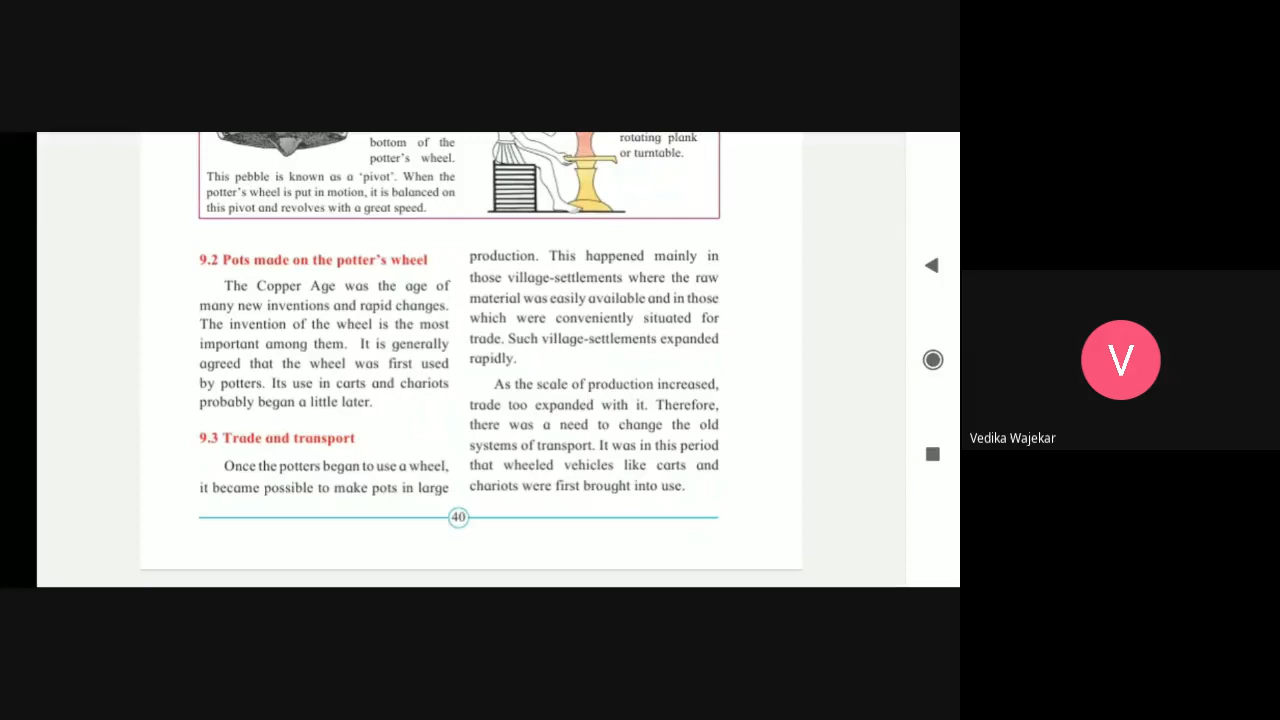 bottom of the
potter's wheel.
This pebble is known as a 'pivot'. When the
potter's wheel is put in motion, it is balanced on
this pivot and revolves with a great speed.
rotating plank
or turntable.
9.2 Pots made on the potter's wheel
The Copper Age was the age of
many new inventions and rapid changes.
The invention of the wheel is the most
important among them. It is generally
agreed that the wheel was first used
by potters. Its use in carts and chariots
probably began a little later.
9.3 Trade and transport
Once the potters began to use a wheel,
it became possible to make pots in large
production. This happened mainly in
those village-settlements where the raw
material was easily available and in those
which were conveniently situated for
trade. Such village-settlements expanded
rapidly.
As the scale of production increased,
trade too expanded with it. Therefore,
there was a need to change the old
systems of transport. It was in this period
that wheeled vehicles like carts and
chariots were first brought into use.
40
V
Vedika Wajekar